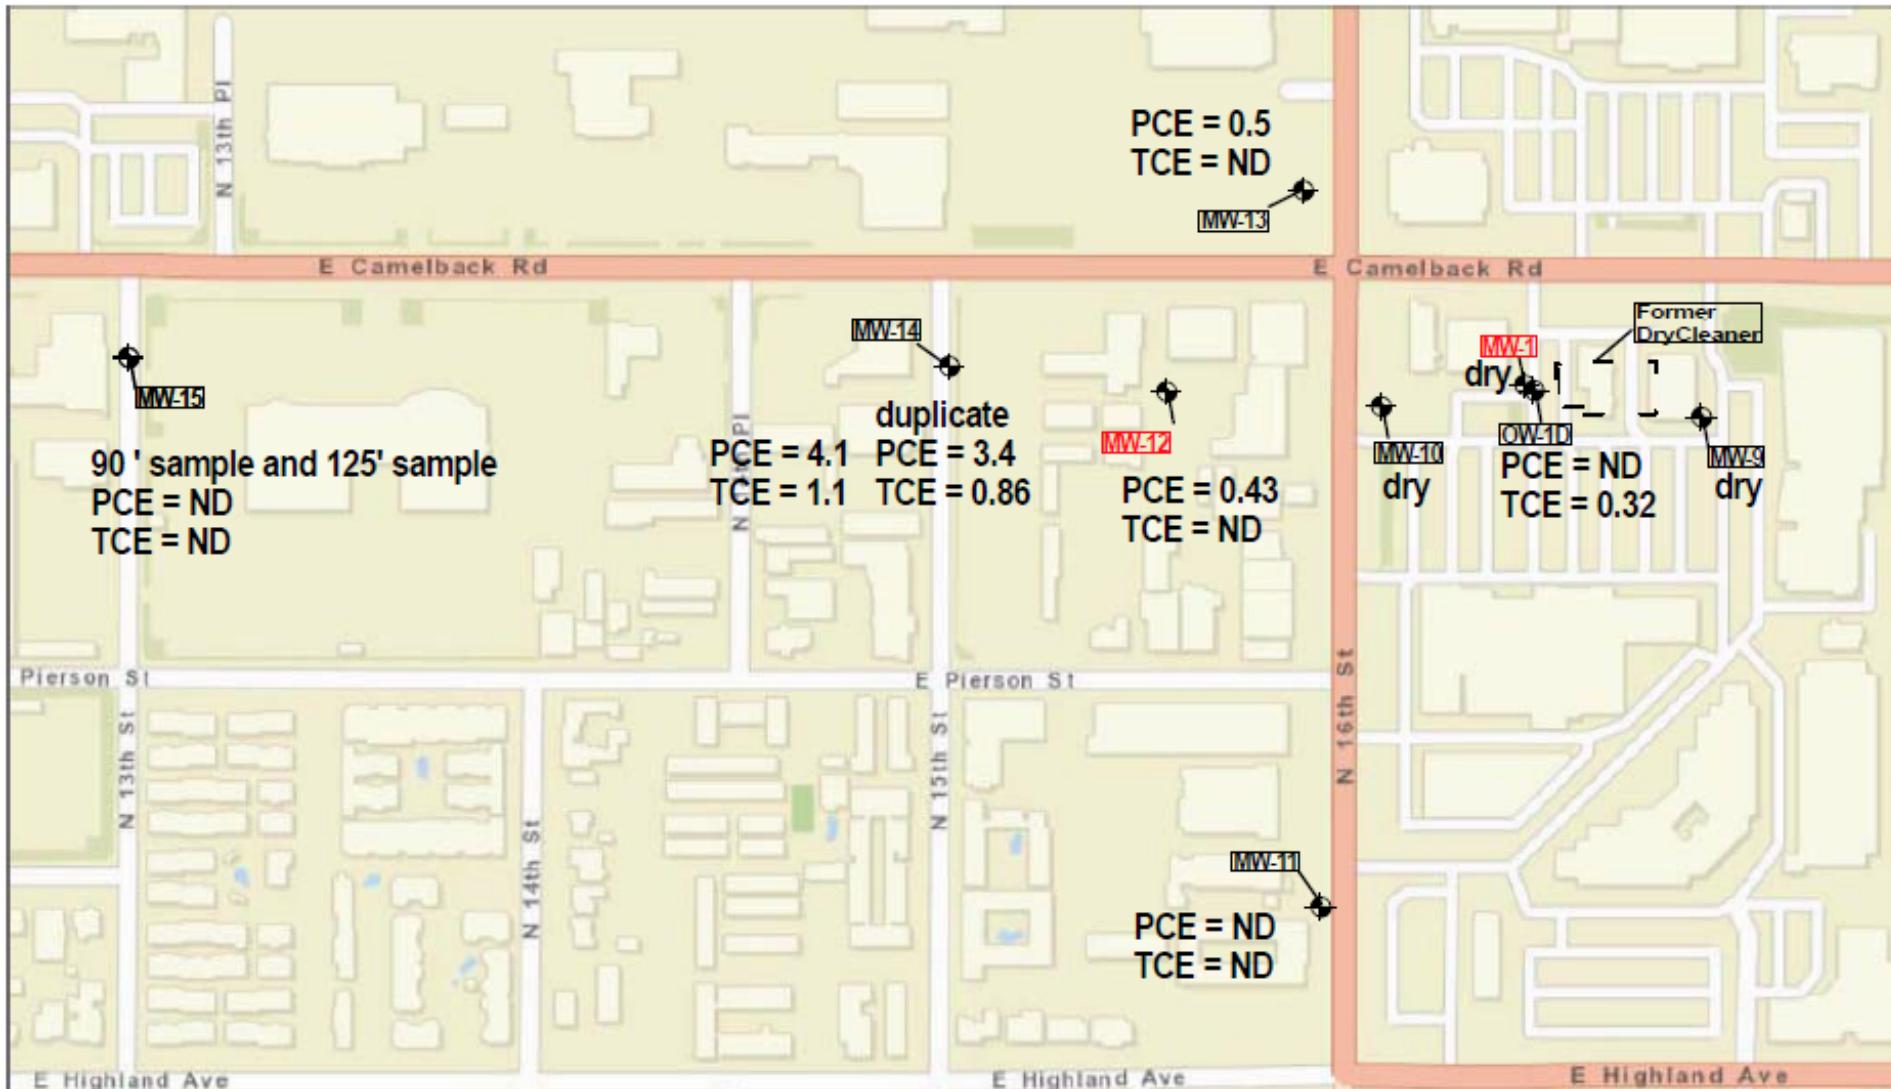 N 13th Pl
PCE = 0.5
TCE = ND
MW-13
E Camelback Rd
E Camelback Rd
Former
DryCleaner
MW-14
MW-1
dry
MW-15
duplicate
PCE = 4.1
TCE = 1.1
PCE = 3.4
TCE = 0.86
MW-12
PCE = 0.43
TCE = ND
MW-10
dry
OW-1D
PCE = ND
TCE = 0.32
MW-9
dry
90 ' sample and 125' sample
PCE = ND
TCE = ND
Pierson St
E Pierson St
N 16th St
N 13th St
N 14th St
N 15th St
MW-11
PCE = ND
TCE = ND
E Highland Ave
E Highland Ave
E Highland Ave